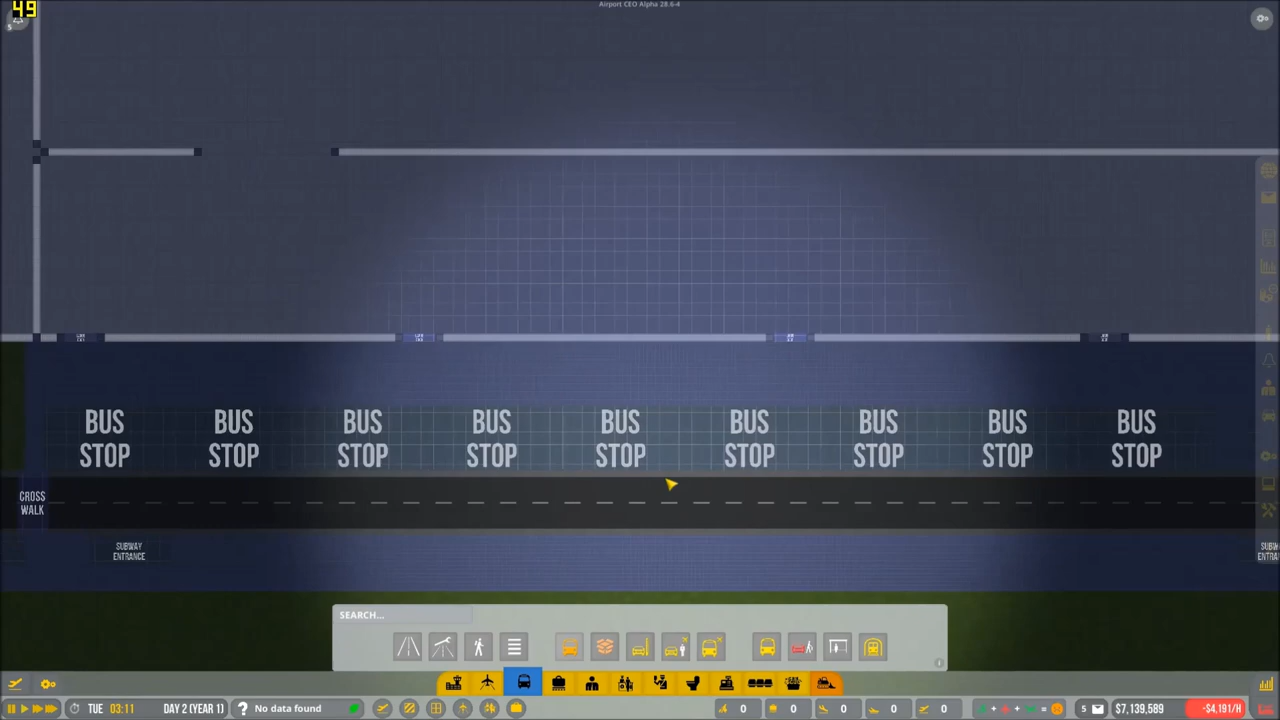 49
Airport CEO Alpha 28.6-4
5
BUS STOP
BUS STOP
BUS STOP
BUS STOP
BUS STOP
BUS STOP
BUS STOP
BUS STOP
BUS STOP
CROSS WALK
SUBWAY ENTRANCE
SEARCH...
TUE 03:11 DAY 2 (YEAR 1) ? No data found 0 0 0 0 0 + + = 5 $7,139,589 -$4,191/H